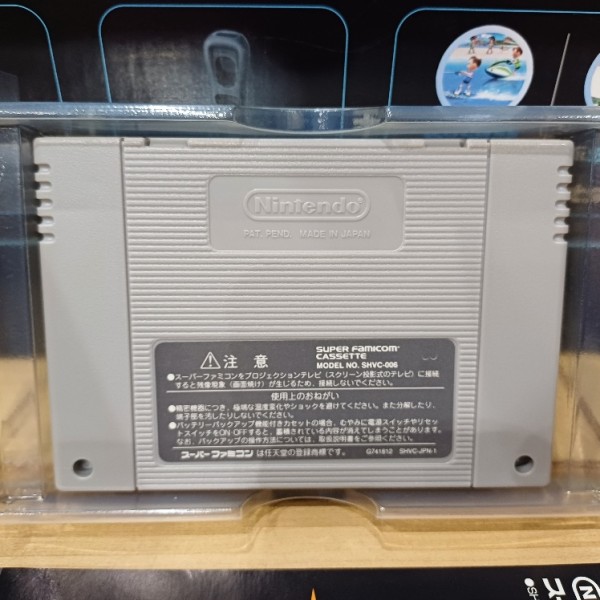 Nintendo
PAT. PEND. MADE IN JAPAN
⚠注意
SUPER FAMICOM
CASSETTE
MODEL NO. SHVC-006
●スーパーファミコンをプロジェクションテレビ(スクリーン投影式のテレビ)に接続
すると残像現象(画面焼け)が生じるため、接続しないでください。
使用上のおねがい
●精密機器につき、極端な温度変化やショックを避けてください。また分解したり、
端子部を汚したりしないでください。
●バッテリーバックアップ機能付きカセットの場合、むやみに電源スイッチやリセッ
トスイッチをON・OFFすると、蓄積されている内容が消えてしまうことがあります。
なお、バックアップの操作方法については、取扱説明書をご参照ください。
スーパーファミコン は任天堂の登録商標です。
G741812 SHVC-JPN-1